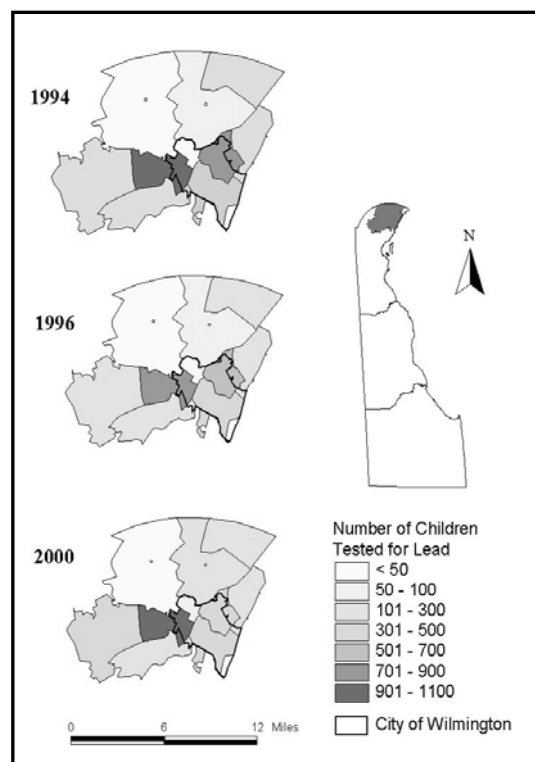 1994
N
1996
2000
Number of Children
Tested for Lead
< 50
50 - 100
101 - 300
301 - 500
501 - 700
701 - 900
901 - 1100
City of Wilmington
0 6 12 Miles